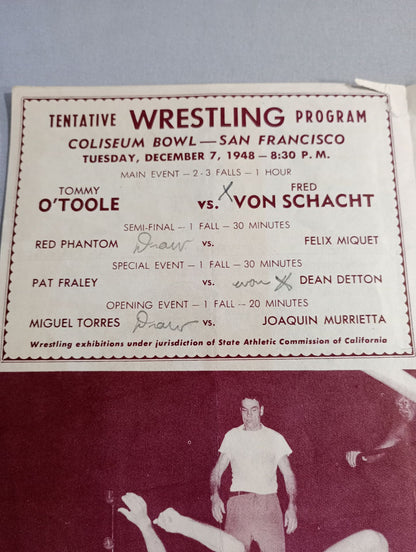 TENTATIVE WRESTLING PROGRAM
COLISEUM BOWL — SAN FRANCISCO
TUESDAY, DECEMBER 7, 1948 – 8:30 P. M.
MAIN EVENT – 2 - 3 FALLS – 1 HOUR
TOMMY FRED
O'TOOLE vs. X VON SCHACHT
SEMI-FINAL – 1 FALL – 30 MINUTES
RED PHANTOM Draw vs. FELIX MIQUET
SPECIAL EVENT – 1 FALL – 30 MINUTES
PAT FRALEY vs. won X DEAN DETTON
OPENING EVENT – 1 FALL – 20 MINUTES
MIGUEL TORRES Draw vs. JOAQUIN MURRIETTA
Wrestling exhibitions under jurisdiction of State Athletic Commission of California